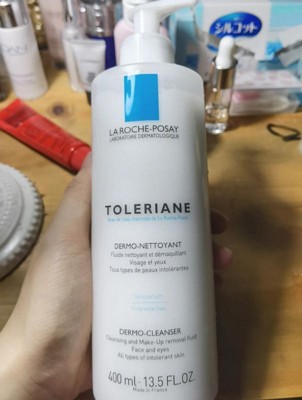 シルコット
LA ROCHE-POSAY
LABORATOIRE DERMATOLOGIQUE
TOLERIANE
DERMO-NETTOYANT
Fluide nettoyant et démaquillant
Visage et yeux
Tous types de peaux intolérantes
DERMO-CLEANSER
Cleansing and Make-Up removal Fluid
Face and eyes
All types of intolerant skin
400 ml - 13.5 FL.OZ.
Made in France